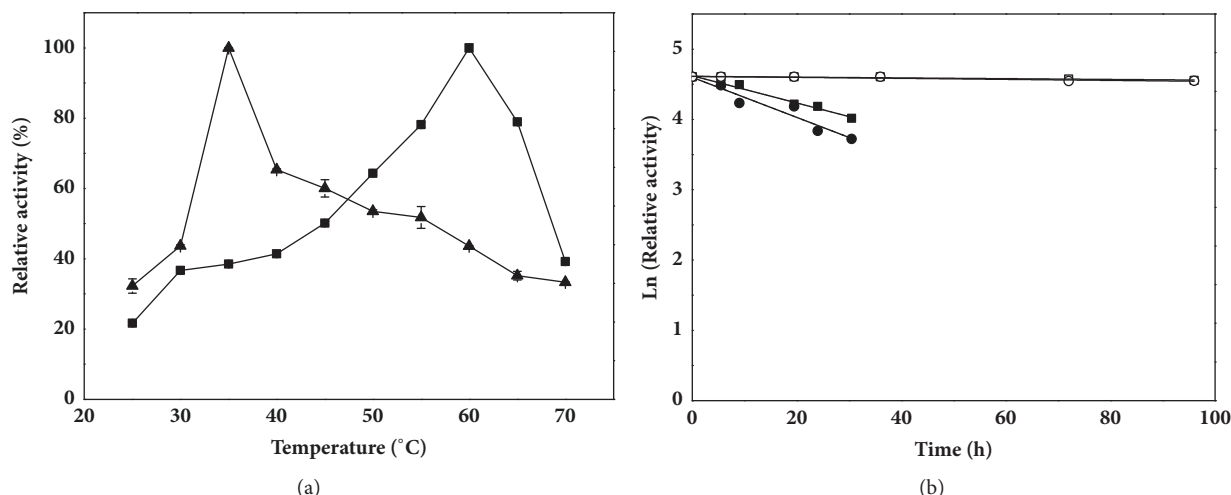 100
80
60
40
20
0
20 30 40 50 60 70
Relative activity (%)
Temperature (˚C)
(a)
5
4
3
2
1
0
0 20 40 60 80 100
Ln (Relative activity)
Time (h)
(b)